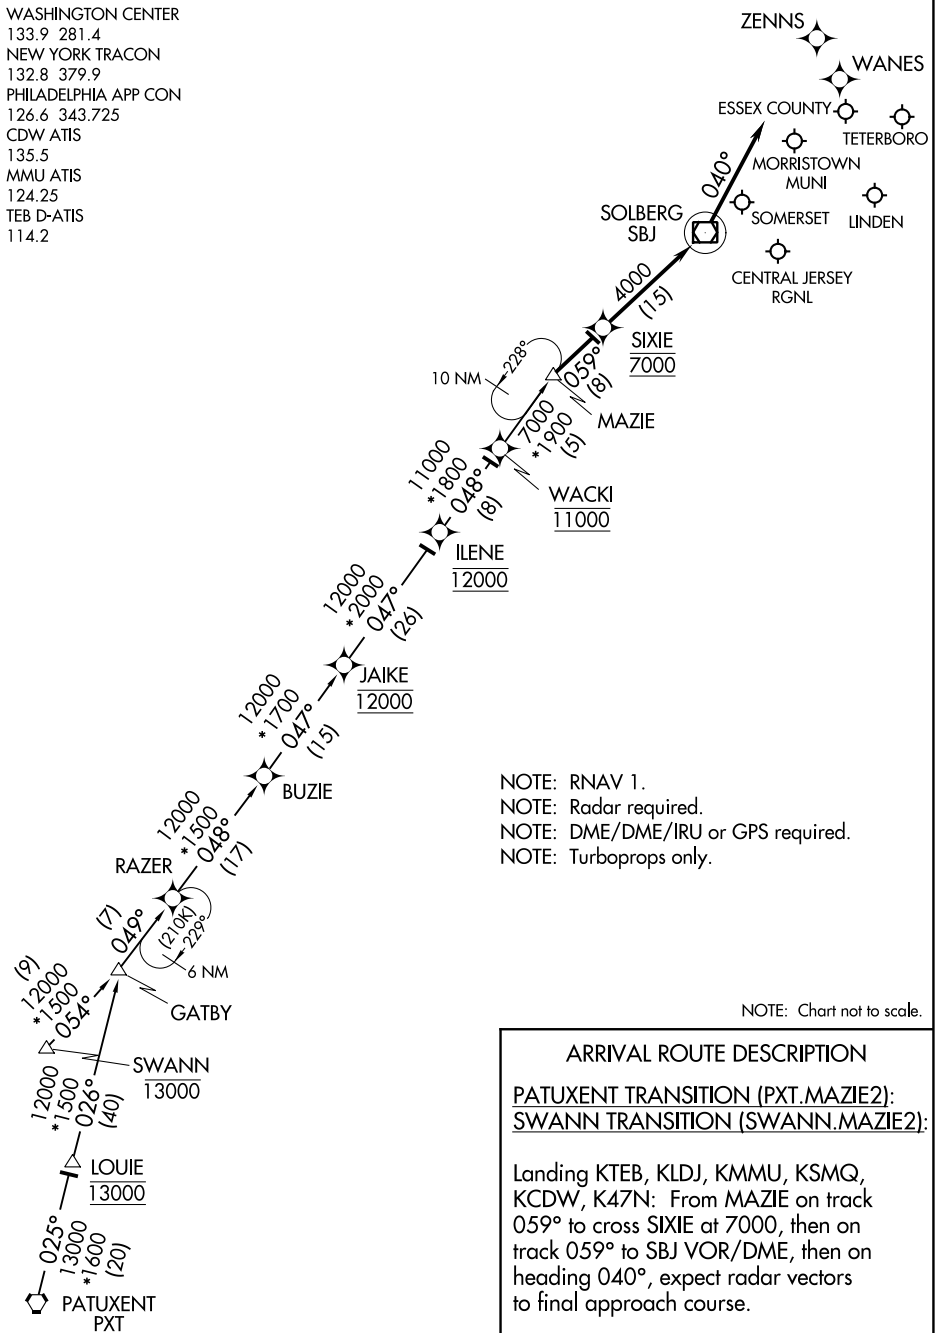 WASHINGTON CENTER
133.9 281.4
NEW YORK TRACON
132.8 379.9
PHILADELPHIA APP CON
126.6 343.725
CDW ATIS
135.5
MMU ATIS
124.25
TEB D-ATIS
114.2
ZENNS
WANES
ESSEX COUNTY
TETERBORO
MORRISTOWN
MUNI
040°
SOLBERG
SBJ
SOMERSET
LINDEN
CENTRAL JERSEY
RGNL
4000
(15)
SIXIE
7000
228°
10 NM
059°
(8)
MAZIE
7000
*1900
(5)
11000
*1800
048°
(8)
WACKI
11000
ILENE
12000
12000
*2000
047°
(26)
JAIKE
12000
12000
*1700
047°
(15)
BUZIE
NOTE: RNAV 1.
NOTE: Radar required.
NOTE: DME/DME/IRU or GPS required.
NOTE: Turboprops only.
12000
*1500
048°
(17)
RAZER
(7)
049°
(210K)
229°
6 NM
GATBY
(9)
12000
*1500
054°
SWANN
13000
12000
*1500
026°
(40)
LOUIE
13000
025°
13000
*1600
(20)
PATUXENT
PXT
NOTE: Chart not to scale.
ARRIVAL ROUTE DESCRIPTION
PATUXENT TRANSITION (PXT.MAZIE2):
SWANN TRANSITION (SWANN.MAZIE2):
Landing KTEB, KLDJ, KMMU, KSMQ,
KCDW, K47N: From MAZIE on track
059° to cross SIXIE at 7000, then on
track 059° to SBJ VOR/DME, then on
heading 040°, expect radar vectors
to final approach course.